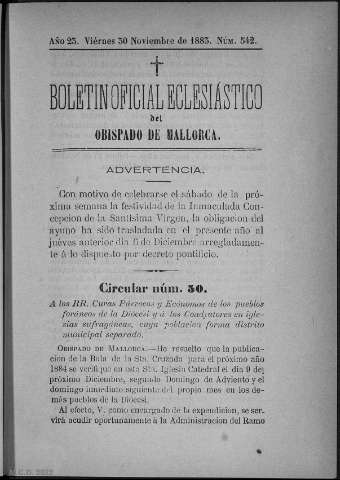 Año 23. Viérnes 30 Noviembre de 1883. Núm. 542.
BOLETIN OFICIAL ECLESIÁSTICO
del
OBISPADO DE MALLORCA.
ADVERTENCIA.
Con motivo de celebrarse el sábado de la pró-
xima semana la festividad de la Inmaculada Con-
cepcion de la Santísima Vírgen, la obligacion del
ayuno ha sido trasladada en el presente año al
juéves anterior dia 6 de Diciembre arregladamen-
te á lo dispuesto por decreto pontificio.
Circular núm. 50.
A los RR. Curas Párrocos y Ecónomos de los pueblos
foráneos de la Diócesi y á los Coadjutores en igle-
sias sufragáneas, cuya poblacion forma distrito
municipal separado.
Obispado de Mallorca.—He resuelto que la publica-
cion de la Bula de la Sta. Cruzada para el próximo año
1884 se verifique en esta Sta. Iglesia Catedral el dia 9 del
próximo Diciembre, segundo Domingo de Adviento y el
domingo inmediato siguiente del propio mes en los de-
más pueblos de la Diócesi.
Al efecto, V. como encargado de la expendicion, se ser-
virá acudir oportunamente á la Administracion del Ramo